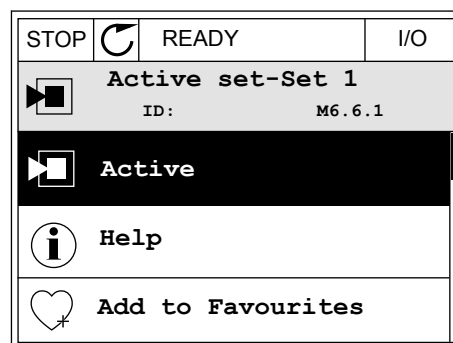 STOP READY I/O
Active set-Set 1
ID: M6.6.1
Active
Help
Add to Favourites